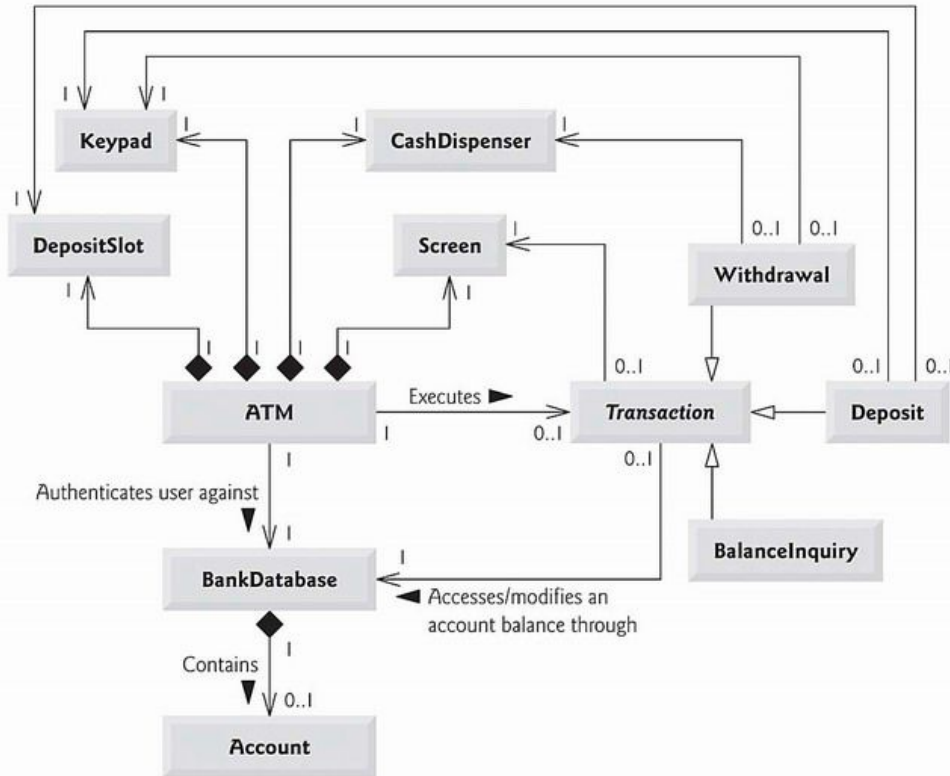 1 1
Keypad
1
1
CashDispenser
1
1
DepositSlot
1
Screen
1
0..1 0..1
Withdrawal
1
1 1 1 1
0..1
0..1 0..1
ATM
Executes
1
0..1
Transaction
Deposit
1
0..1
Authenticates user against
1
BankDatabase
1
Accesses/modifies an
account balance through
BalanceInquiry
1
Contains
0..1
Account